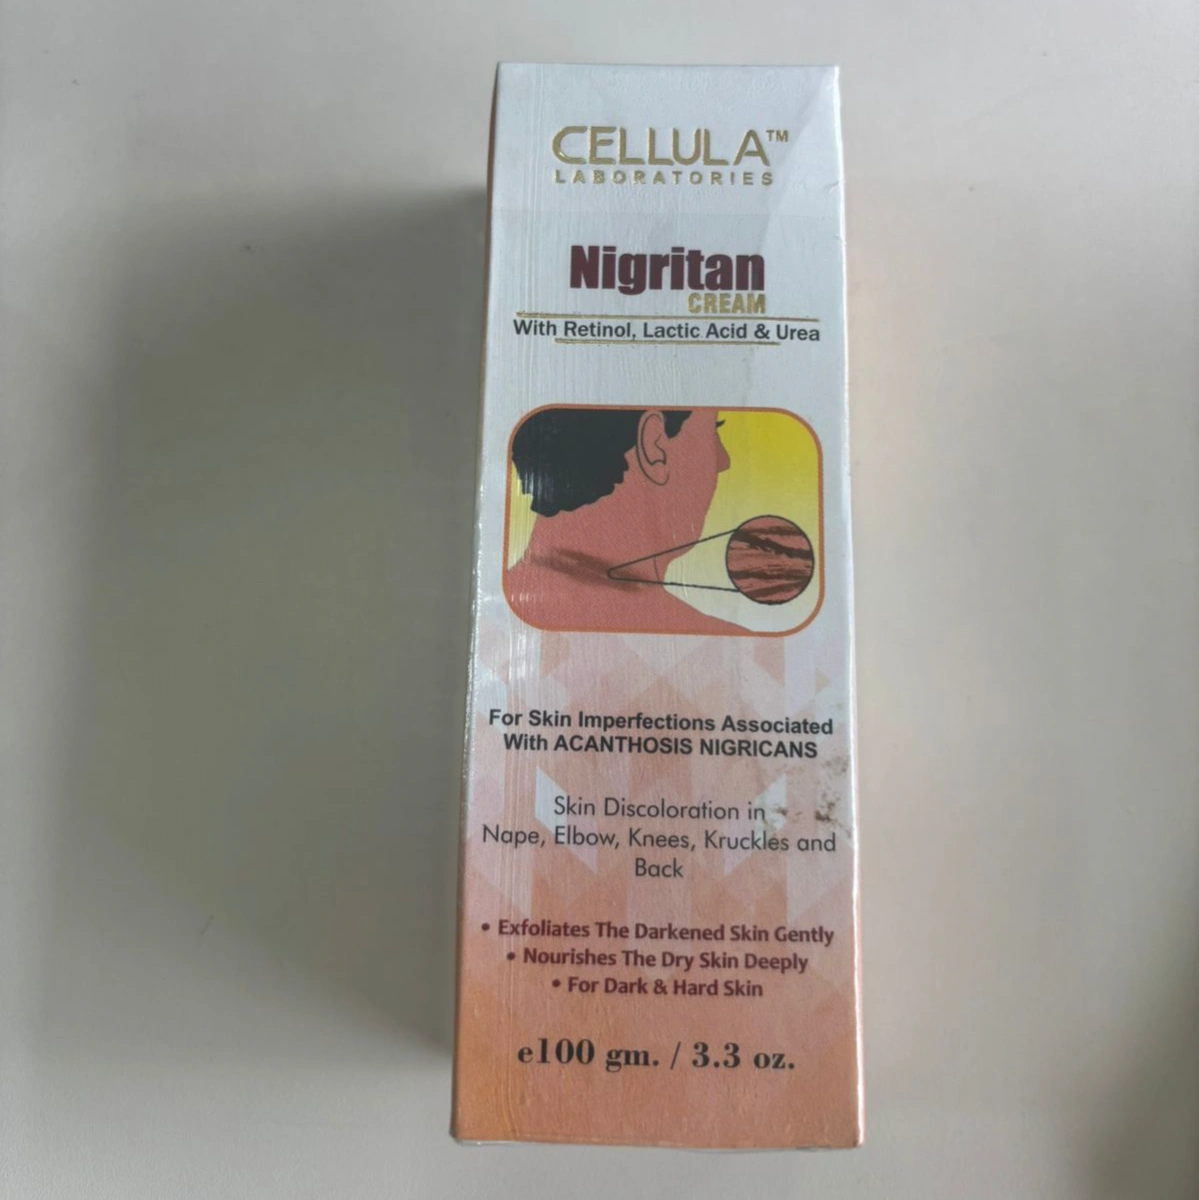 CELLULA™
LABORATORIES
Nigritan
CREAM
With Retinol, Lactic Acid & Urea
For Skin Imperfections Associated
With ACANTHOSIS NIGRICANS
Skin Discoloration in
Nape, Elbow, Knees, Kruckles and
Back
• Exfoliates The Darkened Skin Gently
• Nourishes The Dry Skin Deeply
• For Dark & Hard Skin
e100 gm. / 3.3 oz.